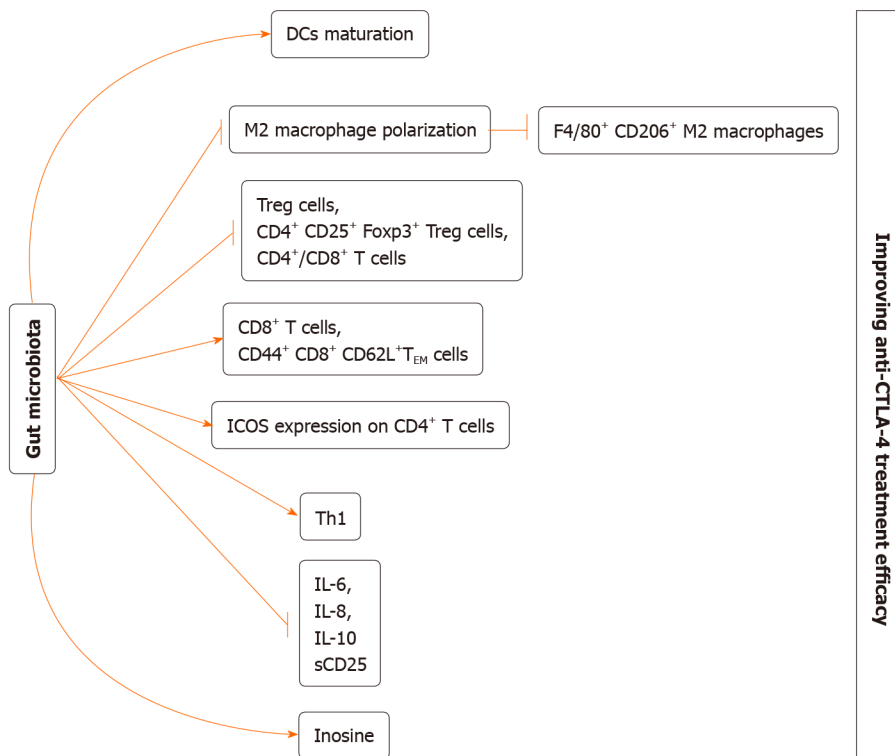 DCs maturation
M2 macrophage polarization
F4/80⁺ CD206⁺ M2 macrophages
Treg cells,
CD4⁺ CD25⁺ Foxp3⁺ Treg cells,
CD4⁺/CD8⁺ T cells
Gut microbiota
CD8⁺ T cells,
CD44⁺ CD8⁺ CD62L⁺T_EM cells
ICOS expression on CD4⁺ T cells
Th1
IL-6,
IL-8,
IL-10
sCD25
Inosine
Improving anti-CTLA-4 treatment efficacy